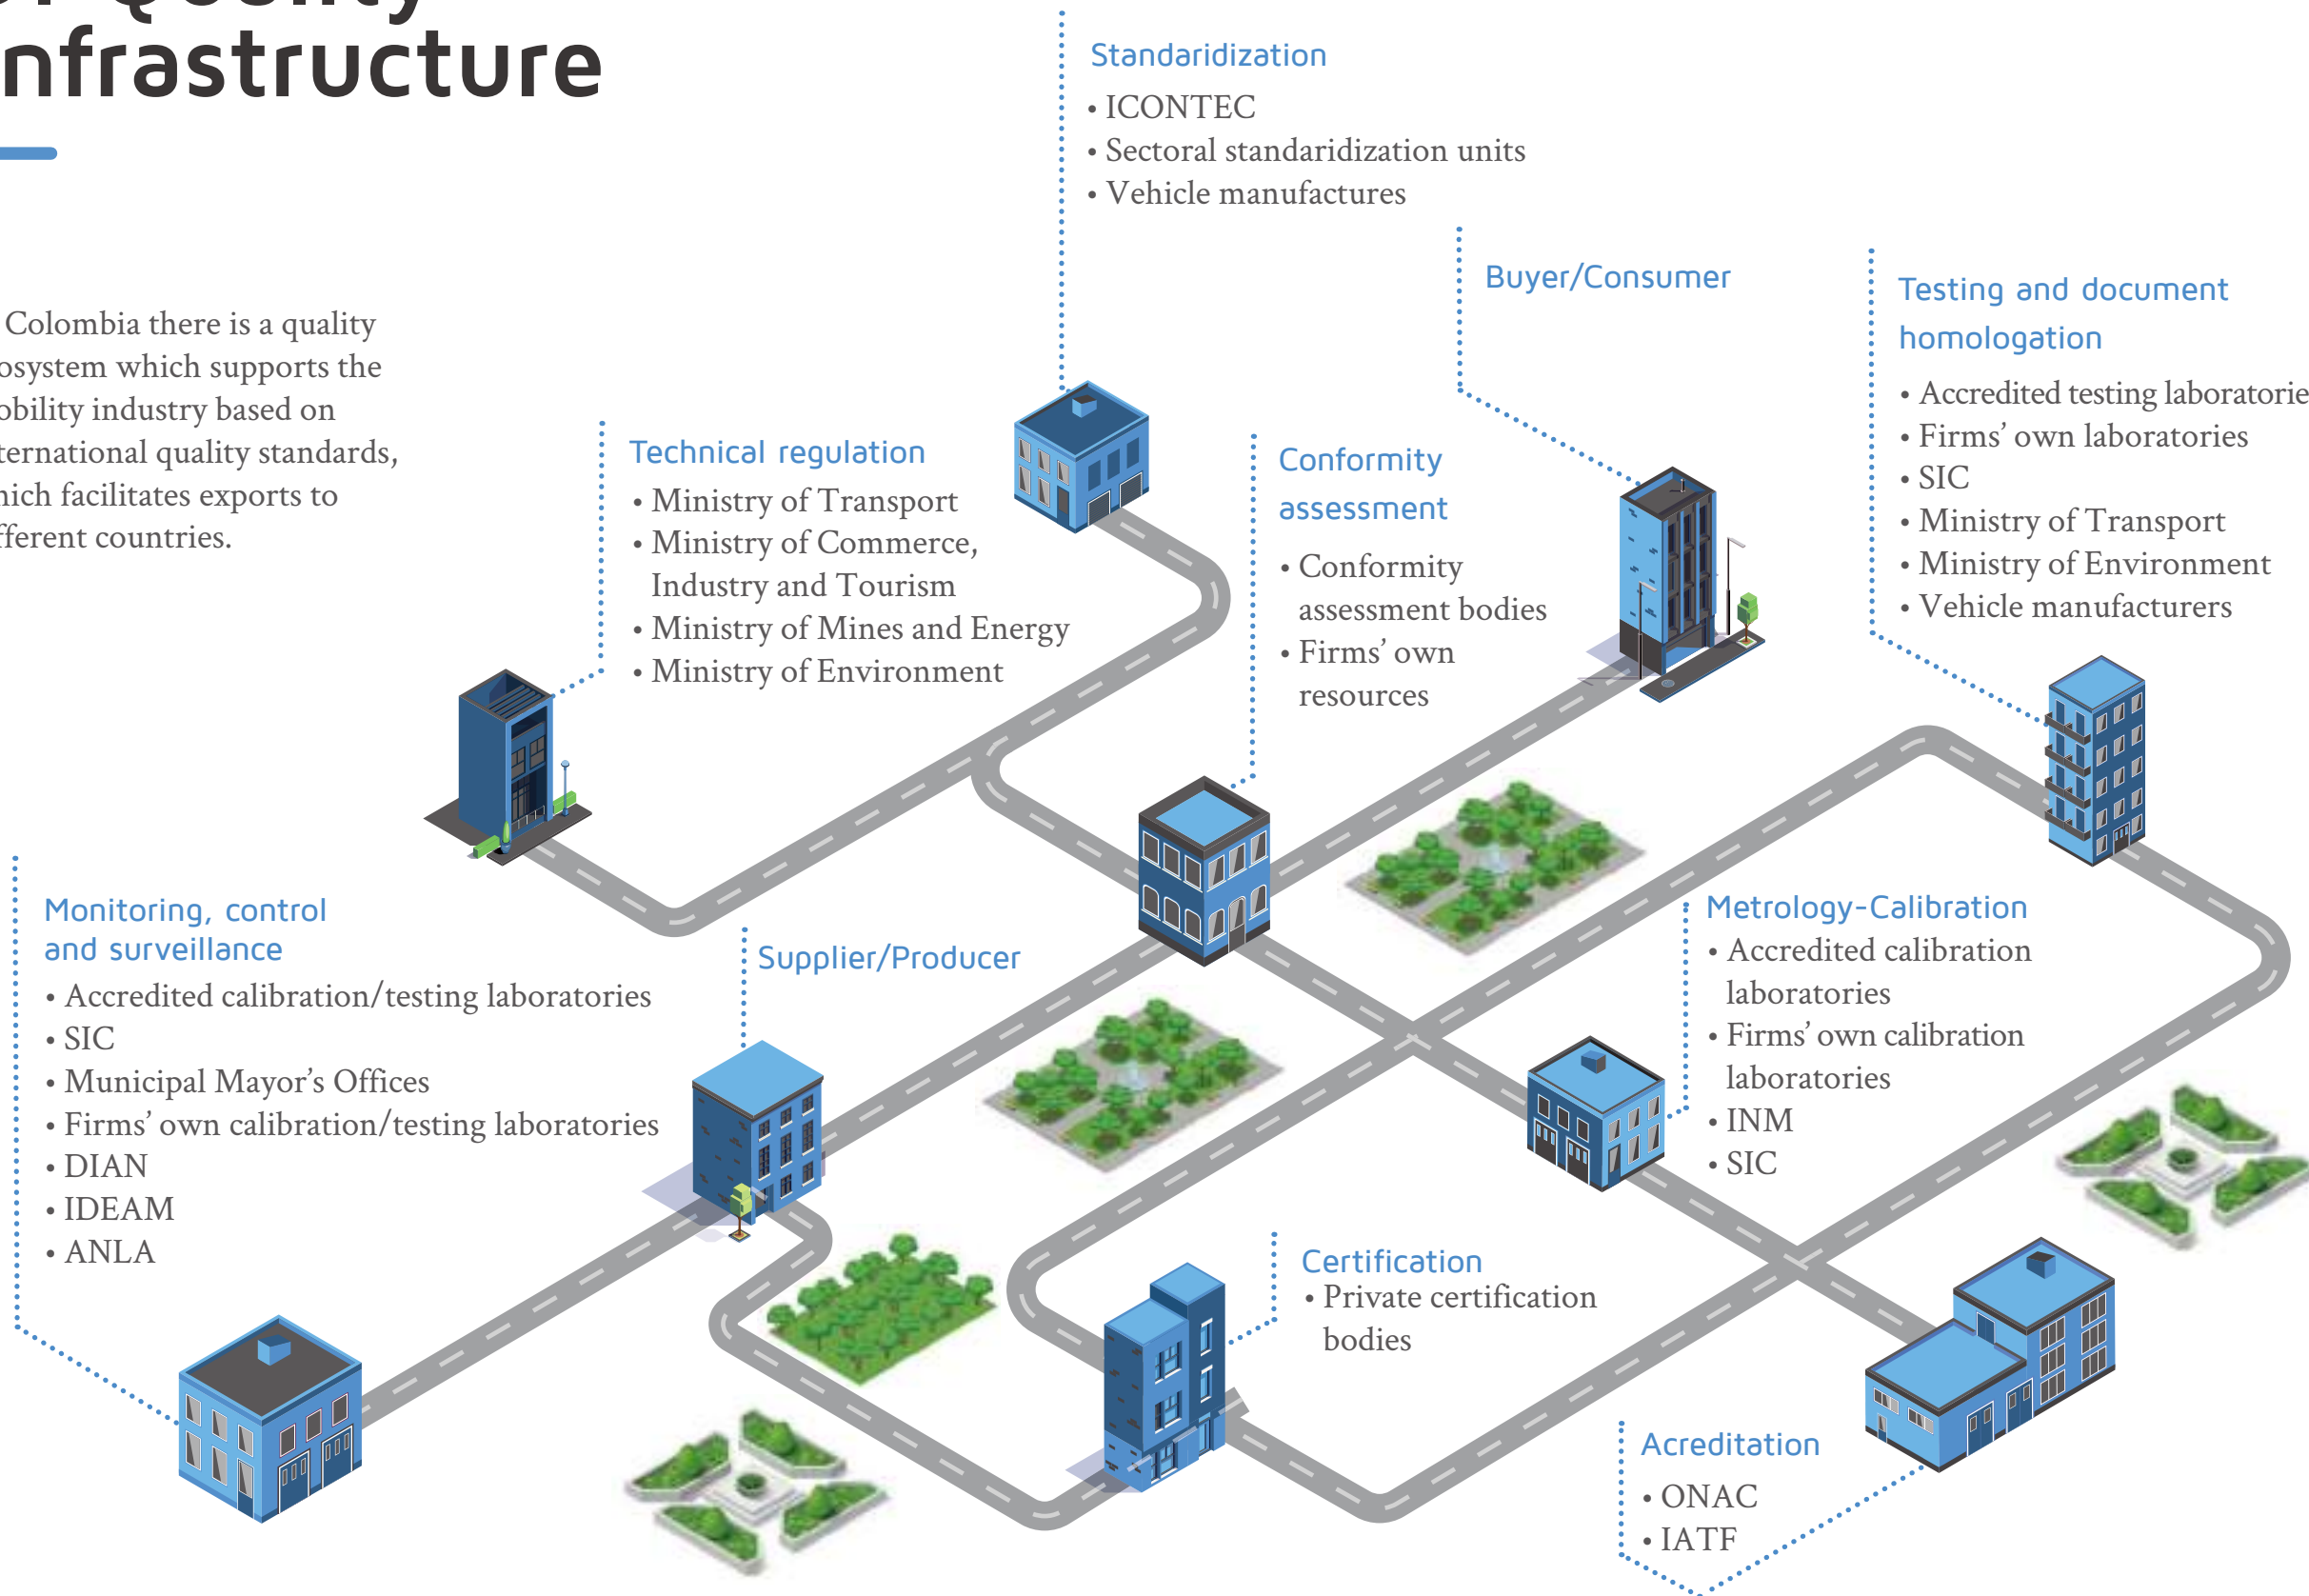 of Quality
nfrastructure
Colombia there is a quality
osystem which supports the
obility industry based on
ternational quality standards,
hich facilitates exports to
fferent countries.
Standaridization
• ICONTEC
• Sectoral standaridization units
• Vehicle manufactures
Buyer/Consumer
Testing and document
homologation
• Accredited testing laboratorie
• Firms’ own laboratories
• SIC
• Ministry of Transport
• Ministry of Environment
• Vehicle manufacturers
Technical regulation
• Ministry of Transport
• Ministry of Commerce,
Industry and Tourism
• Ministry of Mines and Energy
• Ministry of Environment
Conformity
assessment
• Conformity
assessment bodies
• Firms’ own
resources
Monitoring, control
and surveillance
• Accredited calibration/testing laboratories
• SIC
• Municipal Mayor’s Offices
• Firms’ own calibration/testing laboratories
• DIAN
• IDEAM
• ANLA
Supplier/Producer
Metrology-Calibration
• Accredited calibration
laboratories
• Firms’ own calibration
laboratories
• INM
• SIC
Certification
• Private certification
bodies
Acreditation
• ONAC
• IATF